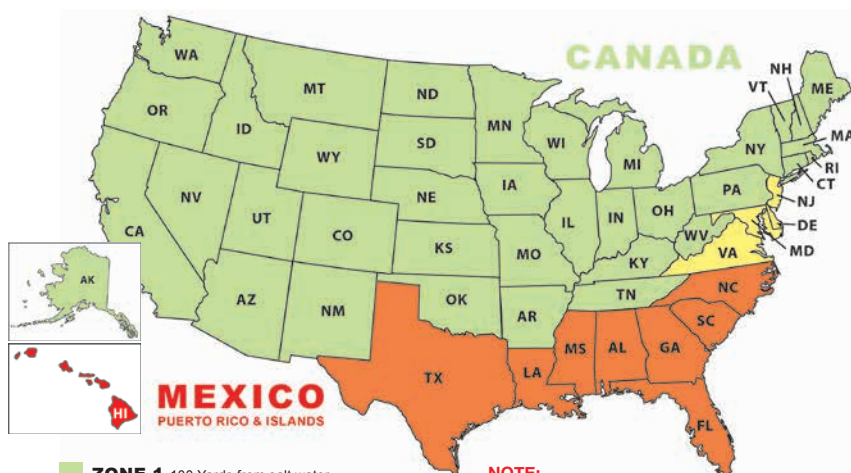 CANADA
WA
MT
ND
MN
OR
ID
WY
SD
WI
MI
NY
VT
NH
ME
MA
RI
CT
NJ
DE
MD
PA
NV
UT
CO
NE
IA
IL
IN
OH
WV
VA
KY
CA
KS
MO
AZ
NM
OK
AR
TN
NC
SC
TX
LA
MS
AL
GA
FL
AK
HI
MEXICO
PUERTO RICO & ISLANDS
NOTE: